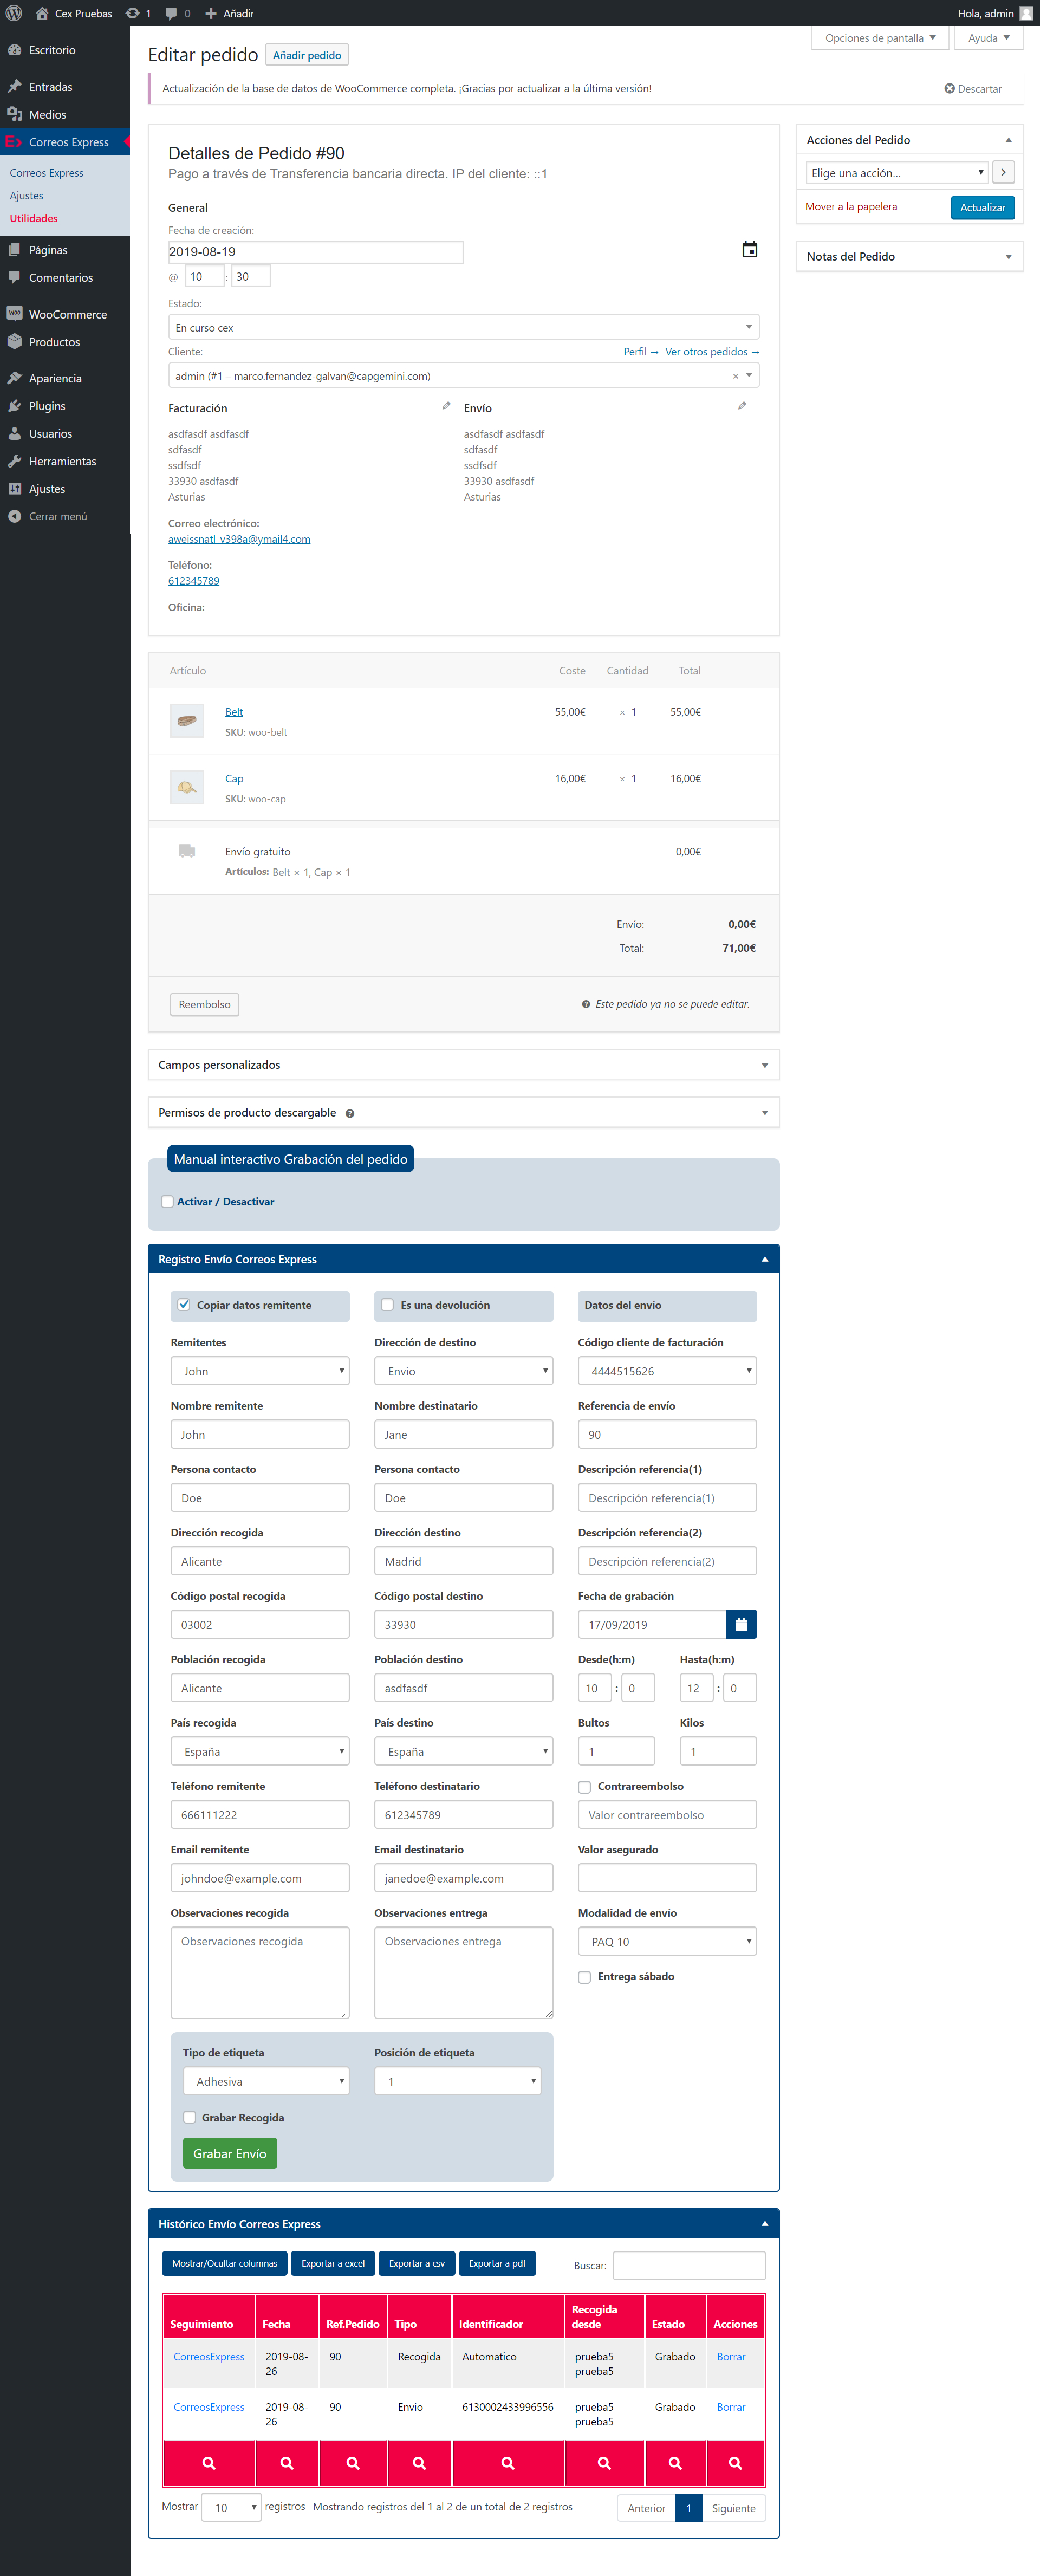 Cex Pruebas 1 0 Añadir Hola, admin
Opciones de pantalla Ayuda
Escritorio
Entradas
Medios
Correos Express
Correos Express
Ajustes
Utilidades
Páginas
Comentarios
WooCommerce
Productos
Apariencia
Plugins
Usuarios
Herramientas
Ajustes
Cerrar menú
Editar pedido Añadir pedido
Actualización de la base de datos de WooCommerce completa. ¡Gracias por actualizar a la última versión! Descartar
Detalles de Pedido #90
Pago a través de Transferencia bancaria directa. IP del cliente: ::1
General
Fecha de creación:
2019-08-19
@ 10 : 30
Estado:
En curso cex
Cliente: Perfil → Ver otros pedidos →
admin (#1 – marco.fernandez-galvan@capgemini.com) ×
Facturación
asdfasdf asdfasdf
sdfasdf
ssdfsdf
33930 asdfasdf
Asturias
Correo electrónico:
aweissnatl_v398a@ymail4.com
Teléfono:
612345789
Oficina:
Envío
asdfasdf asdfasdf
sdfasdf
ssdfsdf
33930 asdfasdf
Asturias
Acciones del Pedido
Elige una acción...
Mover a la papelera Actualizar
Notas del Pedido
Artículo Coste Cantidad Total
Belt 55,00€ × 1 55,00€
SKU: woo-belt
Cap 16,00€ × 1 16,00€
SKU: woo-cap
Envío gratuito 0,00€
Artículos: Belt × 1, Cap × 1
Envío: 0,00€
Total: 71,00€
Reembolso Este pedido ya no se puede editar.
Campos personalizados
Permisos de producto descargable
Manual interactivo Grabación del pedido
Activar / Desactivar
Registro Envío Correos Express
Copiar datos remitente Es una devolución Datos del envío
Remitentes Dirección de destino Código cliente de facturación
John Envio 4444515626
Nombre remitente Nombre destinatario Referencia de envío
John Jane 90
Persona contacto Persona contacto Descripción referencia(1)
Doe Doe Descripción referencia(1)
Dirección recogida Dirección destino Descripción referencia(2)
Alicante Madrid Descripción referencia(2)
Código postal recogida Código postal destino Fecha de grabación
03002 33930 17/09/2019
Población recogida Población destino Desde(h:m) Hasta(h:m)
Alicante asdfasdf 10 : 0 12 : 0
País recogida País destino Bultos Kilos
España España 1 1
Teléfono remitente Teléfono destinatario Contrareembolso
666111222 612345789 Valor contrareembolso
Email remitente Email destinatario Valor asegurado
johndoe@example.com janedoe@example.com
Observaciones recogida Observaciones entrega Modalidad de envío
Observaciones recogida Observaciones entrega PAQ 10
Entrega sábado
Tipo de etiqueta Posición de etiqueta
Adhesiva 1
Grabar Recogida
Grabar Envío
Histórico Envío Correos Express
Mostrar/Ocultar columnas Exportar a excel Exportar a csv Exportar a pdf Buscar:
Seguimiento Fecha Ref.Pedido Tipo Identificador Recogida desde Estado Acciones
CorreosExpress 2019-08-26 90 Recogida Automatico prueba5 prueba5 Grabado Borrar
CorreosExpress 2019-08-26 90 Envio 6130002433996556 prueba5 prueba5 Grabado Borrar
Mostrar 10 registros Mostrando registros del 1 al 2 de un total de 2 registros Anterior 1 Siguiente